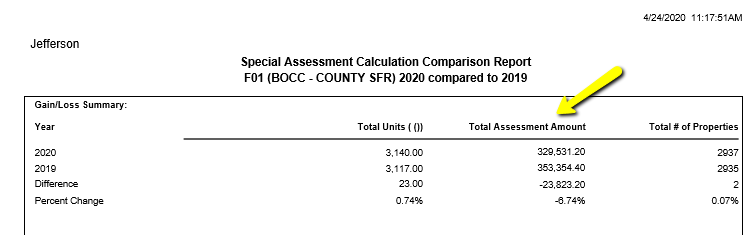 4/24/2020 11:17:51AM
Jefferson
Special Assessment Calculation Comparison Report
F01 (BOCC - COUNTY SFR) 2020 compared to 2019
Gain/Loss Summary:
Year Total Units ( ()) Total Assessment Amount Total # of Properties
2020 3,140.00 329,531.20 2937
2019 3,117.00 353,354.40 2935
Difference 23.00 -23,823.20 2
Percent Change 0.74% -6.74% 0.07%